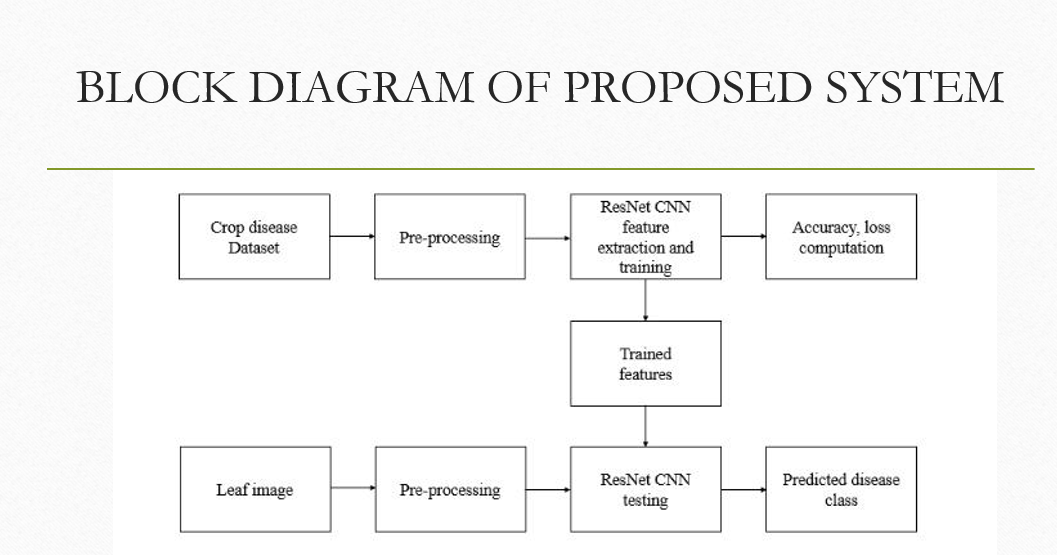 BLOCK DIAGRAM OF PROPOSED SYSTEM
Crop disease
Dataset
Pre-processing
ResNet CNN
feature
extraction and
training
Accuracy, loss
computation
Trained
features
Leaf image
Pre-processing
ResNet CNN
testing
Predicted disease
class